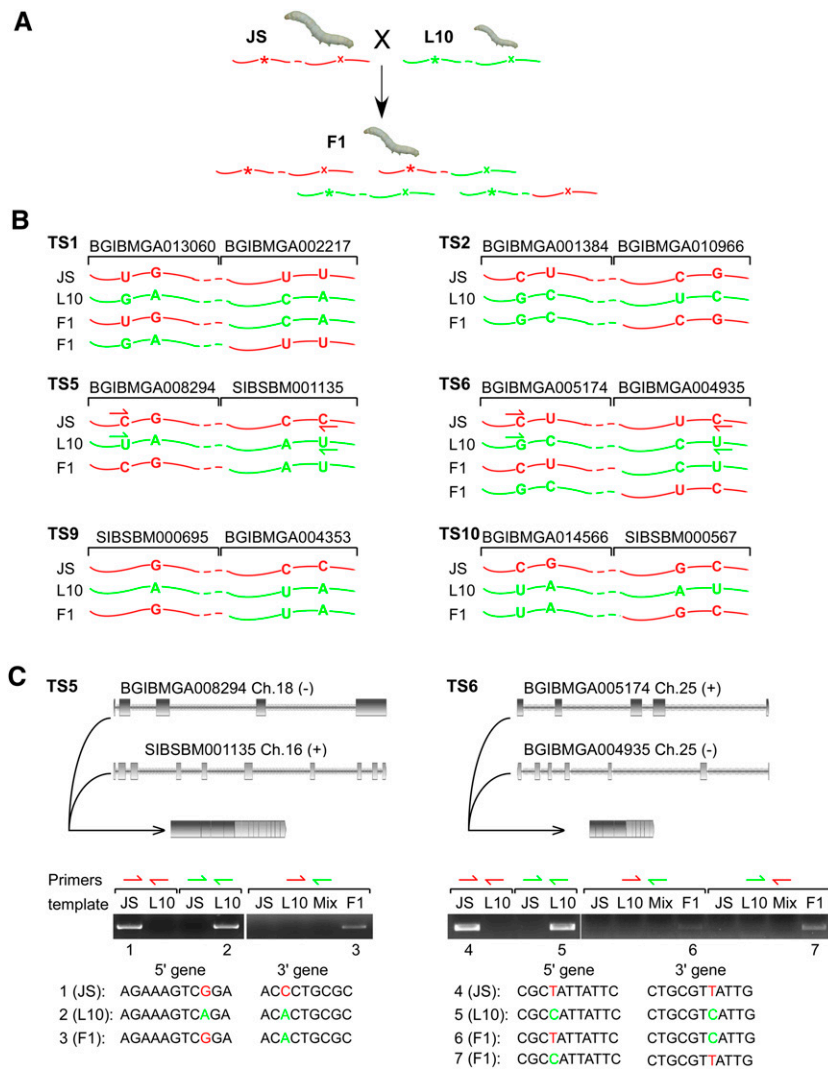 A
JS X L10
F1
B
TS1 BGIBMGA013060 BGIBMGA002217
JS U G U U
L10 G A C A
F1 U G C A
F1 G A U U
TS2 BGIBMGA001384 BGIBMGA010966
JS C U C G
L10 G C U C
F1 G C C G
TS5 BGIBMGA008294 SIBSBM001135
JS C G C C
L10 U A A U
F1 C G A U
TS6 BGIBMGA005174 BGIBMGA004935
JS C U U C
L10 G C C U
F1 C U C U
F1 G C U C
TS9 SIBSBM000695 BGIBMGA004353
JS G C C
L10 A U A
F1 G U A
TS10 BGIBMGA014566 SIBSBM000567
JS C G G C
L10 U A A U
F1 U A G C
C
TS5
BGIBMGA008294 Ch.18 (-)
SIBSBM001135 Ch.16 (+)
Primers
template JS L10 JS L10 JS L10 Mix F1
1 2 3
5' gene 3' gene
1 (JS): AGAAAGTCGGA ACCCTGCGC
2 (L10): AGAAAGTCAGA ACACTGCGC
3 (F1): AGAAAGTCGGA ACACTGCGC
TS6
BGIBMGA005174 Ch.25 (+)
BGIBMGA004935 Ch.25 (-)
JS L10 JS L10 JS L10 Mix F1 JS L10 Mix F1
4 5 6 7
5' gene 3' gene
4 (JS): CGCTATTATTC CTGCGTTATTG
5 (L10): CGCCATTATTC CTGCGTCATTG
6 (F1): CGCTATTATTC CTGCGTCATTG
7 (F1): CGCCATTATTC CTGCGTTATTG